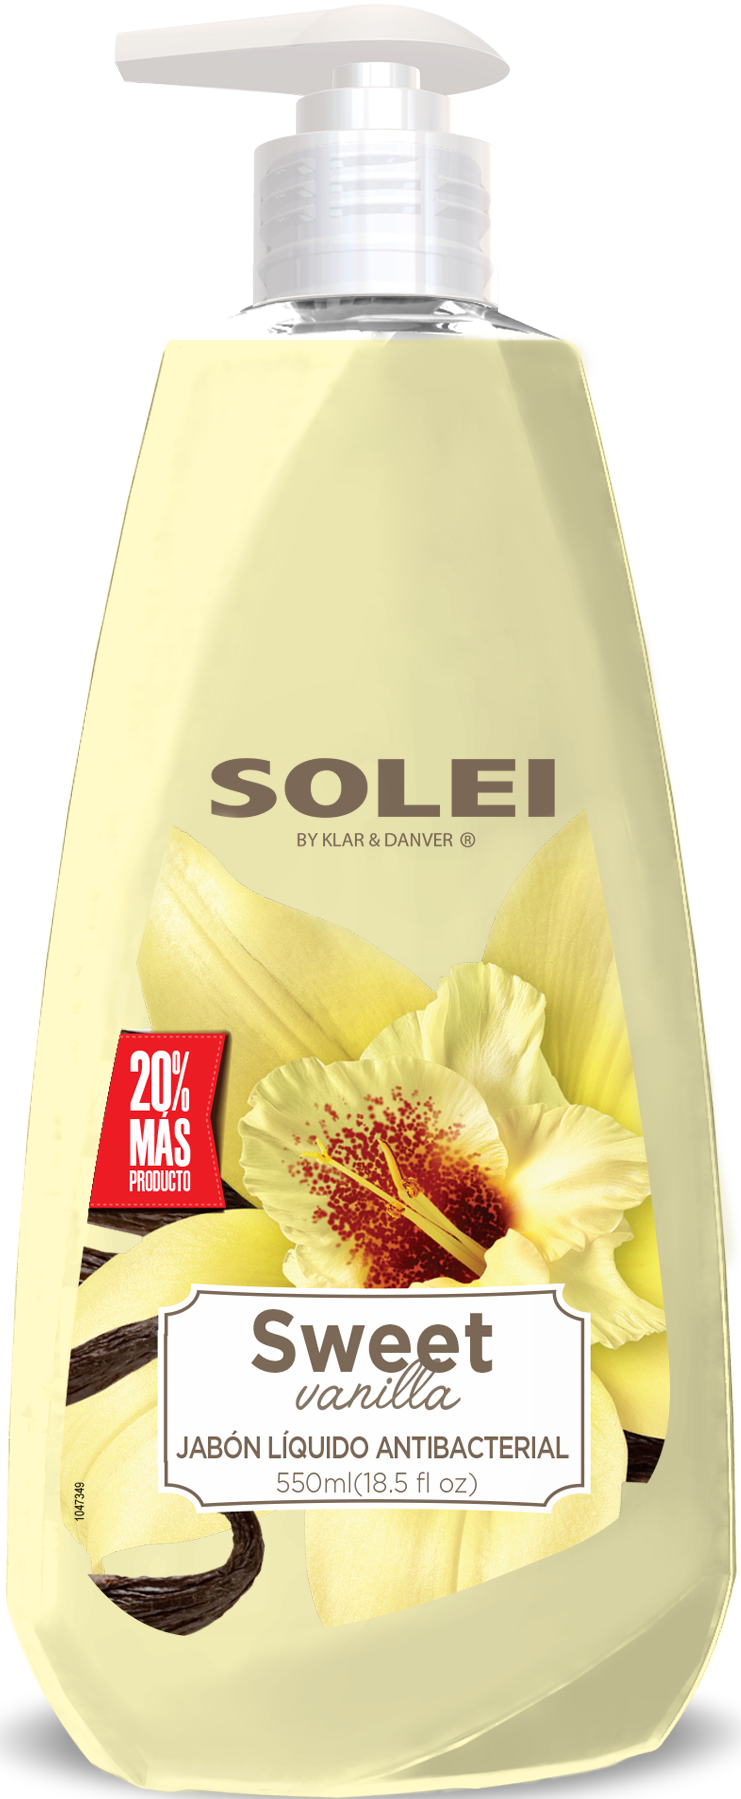 SOLEI
BY KLAR & DANVER ®
20%
MÁS
PRODUCTO
Sweet
vanilla
JABÓN LÍQUIDO ANTIBACTERIAL
550ml(18.5 fl oz)
1047349